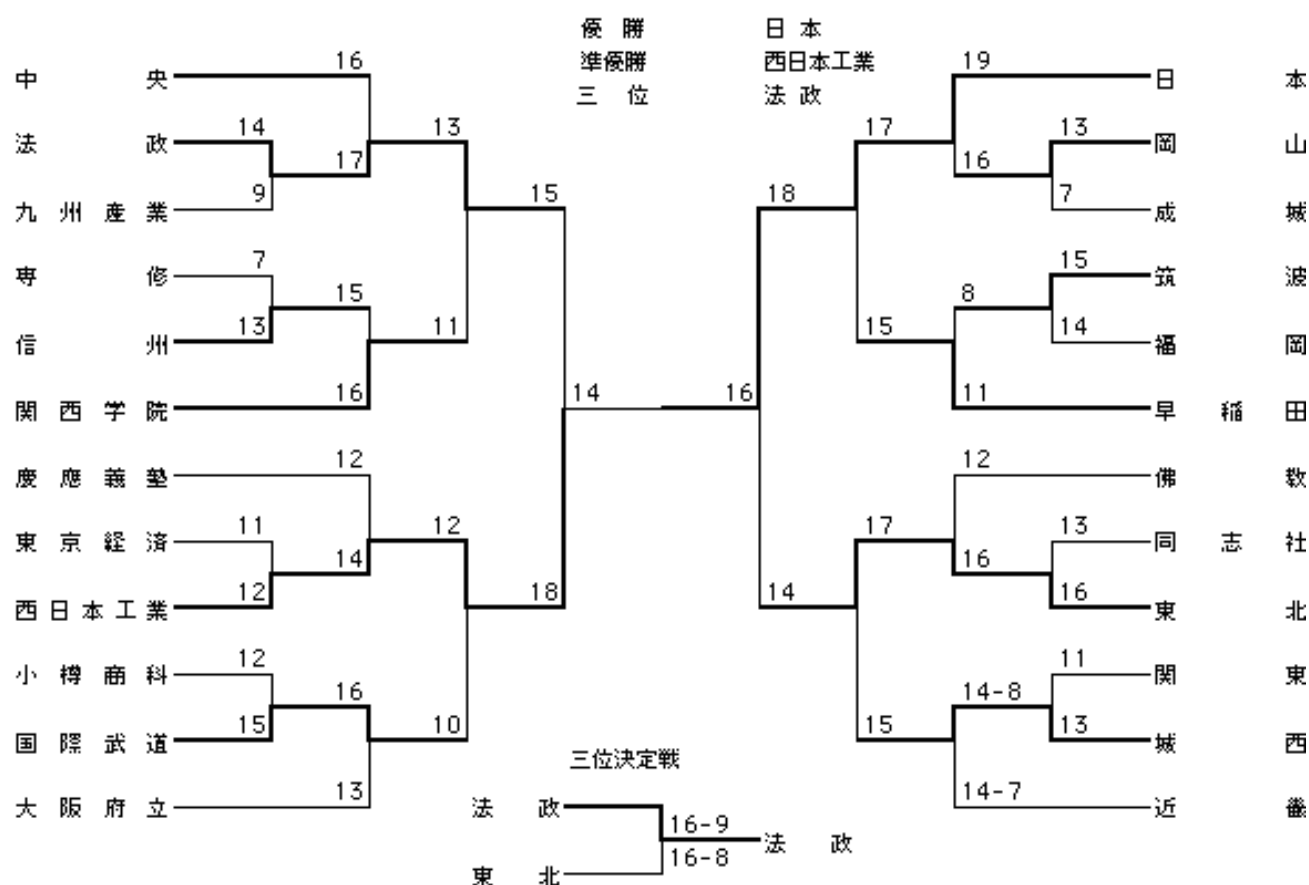 優勝 日本
準優勝 西日本工業
三位 法政
中央 16
法政 14
17
13
九州産業 9
15
専修 7
15
信州 13
11
関西学院 16
14
慶應義塾 12
東京経済 11
14
12
西日本工業 12
18
小樽商科 12
16
国際武道 15
10
大阪府立 13
19 日本
17
13 岡山
16
18
7 成城
15 筑波
8
15
14 福岡
16
11 早稲田
12 佛教
17
13 同志社
16
14
16 東北
11 関東
14-8
15
13 城西
14-7 近畿
三位決定戦
法政 16-9 法政
東北 16-8